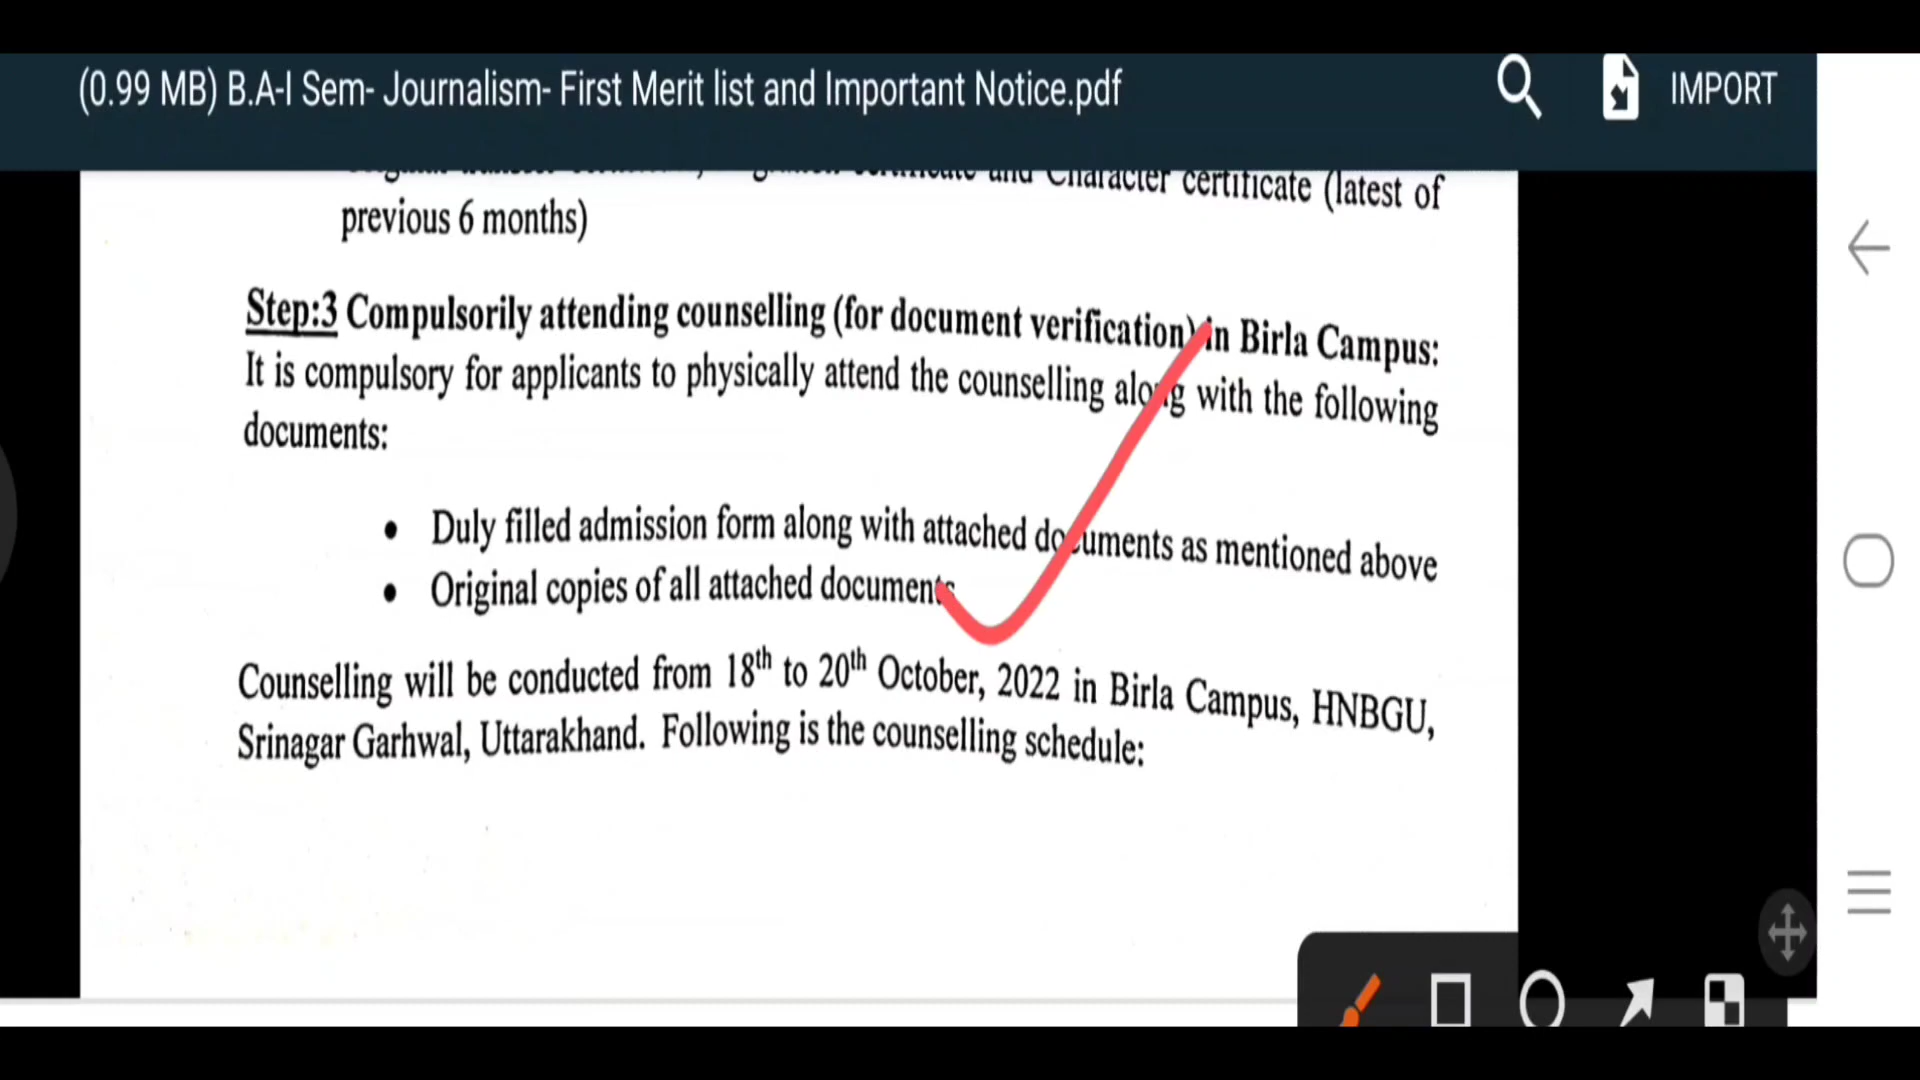 (0.99 MB) B.A-I Sem- Journalism- First Merit list and Important Notice.pdf
IMPORT
certificate and Character certificate (latest of
previous 6 months)
Step:3 Compulsorily attending counselling (for document verification) in Birla Campus:
It is compulsory for applicants to physically attend the counselling along with the following
documents:
• Duly filled admission form along with attached documents as mentioned above
• Original copies of all attached documents
Counselling will be conducted from 18th to 20th October, 2022 in Birla Campus, HNBGU,
Srinagar Garhwal, Uttarakhand. Following is the counselling schedule: